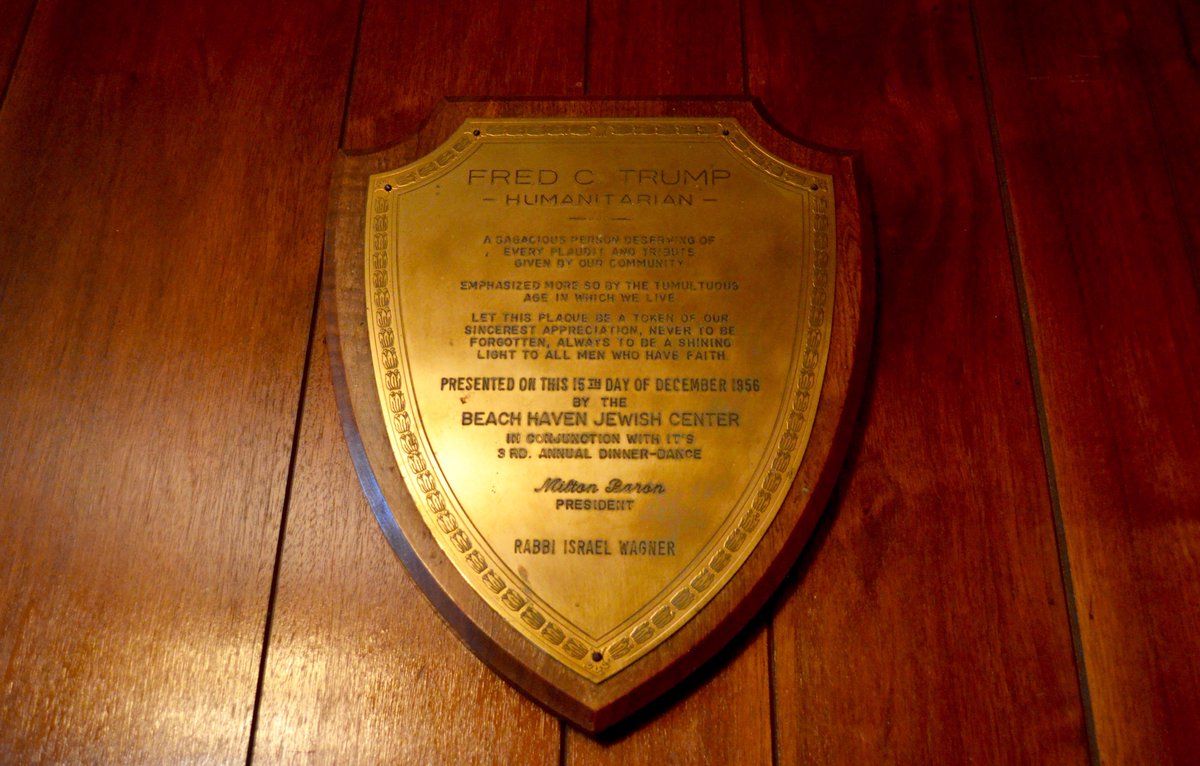 FRED C TRUMP
- HUMANITARIAN -
A SAGACIOUS PERSON DESERVING OF
EVERY PLAUDIT AND TRIBUTE
GIVEN BY OUR COMMUNITY
EMPHASIZED MORE SO BY THE TUMULTUOUS
AGE IN WHICH WE LIVE
LET THIS PLAQUE BE A TOKEN OF OUR
SINCEREST APPRECIATION, NEVER TO BE
FORGOTTEN, ALWAYS TO BE A SHINING
LIGHT TO ALL MEN WHO HAVE FAITH.
PRESENTED ON THIS 15TH DAY OF DECEMBER 1956
BY THE
BEACH HAVEN JEWISH CENTER
IN CONJUNCTION WITH IT'S
3 RD. ANNUAL DINNER-DANCE
Milton Baron
PRESIDENT
RABBI ISRAEL WAGNER